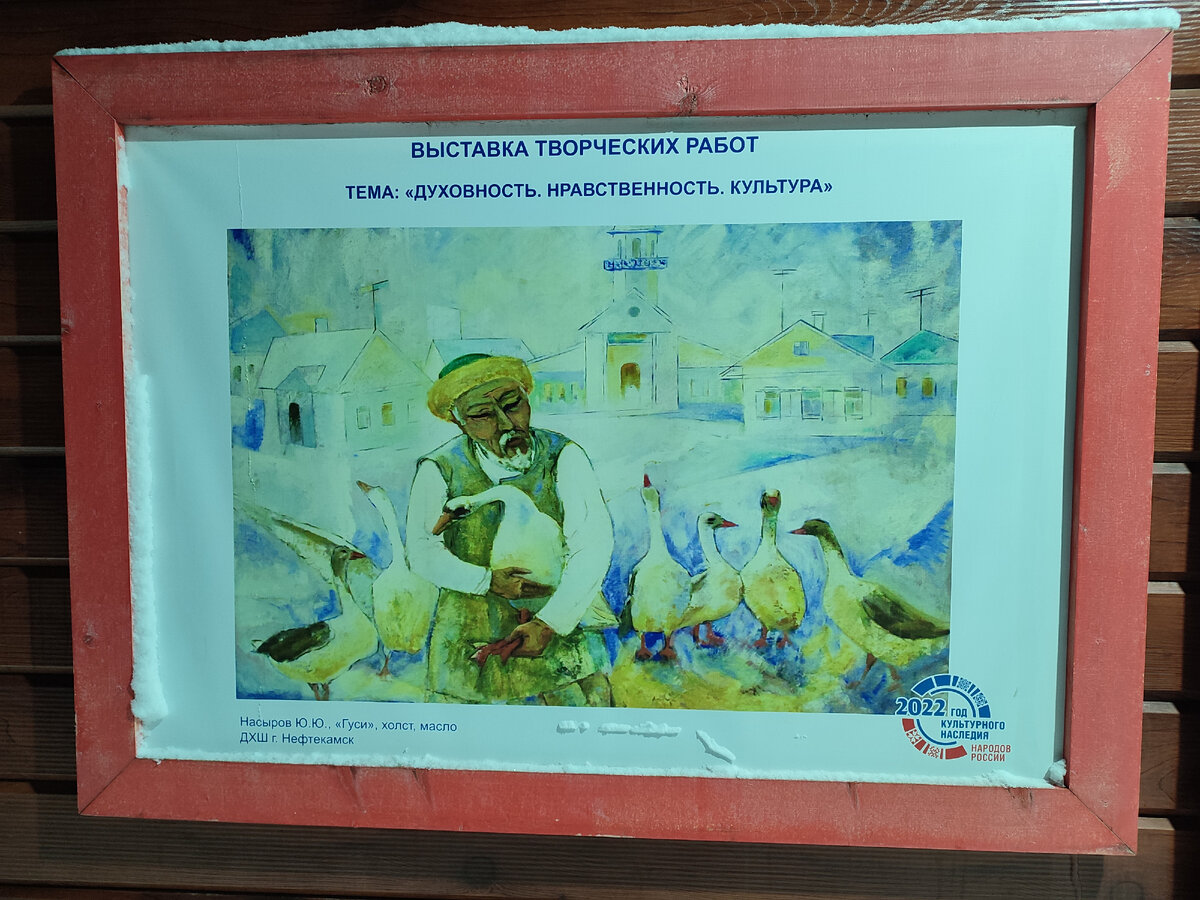 ВЫСТАВКА ТВОРЧЕСКИХ РАБОТ
ТЕМА: «ДУХОВНОСТЬ. НРАВСТВЕННОСТЬ. КУЛЬТУРА»
Насыров Ю.Ю., «Гуси», холст, масло
ДХШ г. Нефтекамск
2022 ГОД
КУЛЬТУРНОГО
НАСЛЕДИЯ
НАРОДОВ
РОССИИ